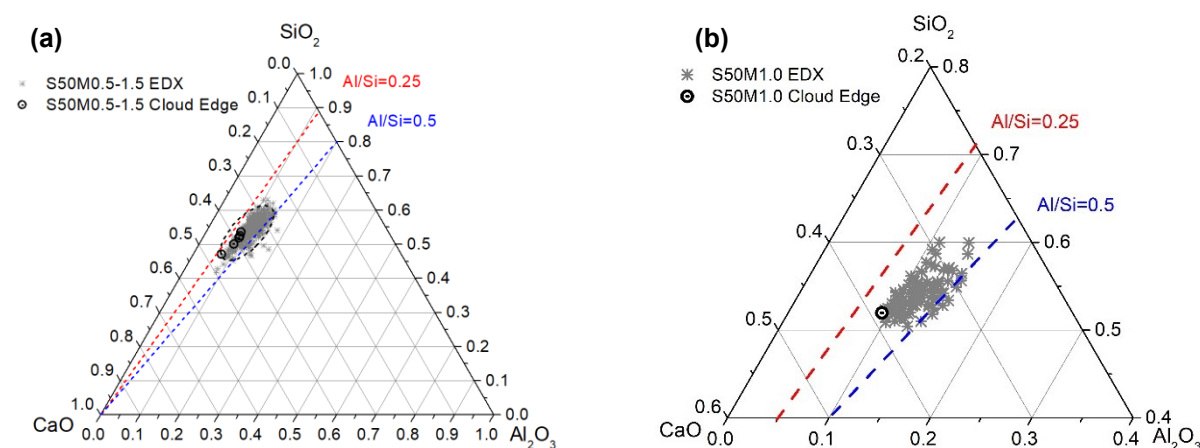 (a)
SiO2
S50M0.5-1.5 EDX
S50M0.5-1.5 Cloud Edge
Al/Si=0.25
Al/Si=0.5
0.0
0.1
0.2
0.3
0.4
0.5
0.6
0.7
0.8
0.9
1.0
1.0
0.9
0.8
0.7
0.6
0.5
0.4
0.3
0.2
0.1
0.0
CaO
0.0 0.1 0.2 0.3 0.4 0.5 0.6 0.7 0.8 0.9 1.0
Al2O3
(b)
SiO2
S50M1.0 EDX
S50M1.0 Cloud Edge
Al/Si=0.25
Al/Si=0.5
0.2
0.3
0.4
0.5
0.6
0.8
0.7
0.6
0.5
0.4
CaO
0.0 0.1 0.2 0.3 0.4
Al2O3